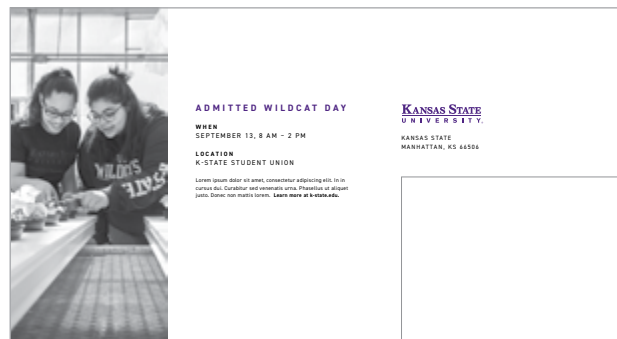 ADMITTED WILDCAT DAY
WHEN
SEPTEMBER 13, 8 AM – 2 PM
LOCATION
K-STATE STUDENT UNION
Lorem ipsum dolor sit amet, consectetur adipiscing elit. In in
cursus dui. Curabitur sed venenatis urna. Phasellus ut aliquet
justo. Donec non mattis lorem. Learn more at k-state.edu.
KANSAS STATE
UNIVERSITY.
KANSAS STATE
MANHATTAN, KS 66506
WILDCATS